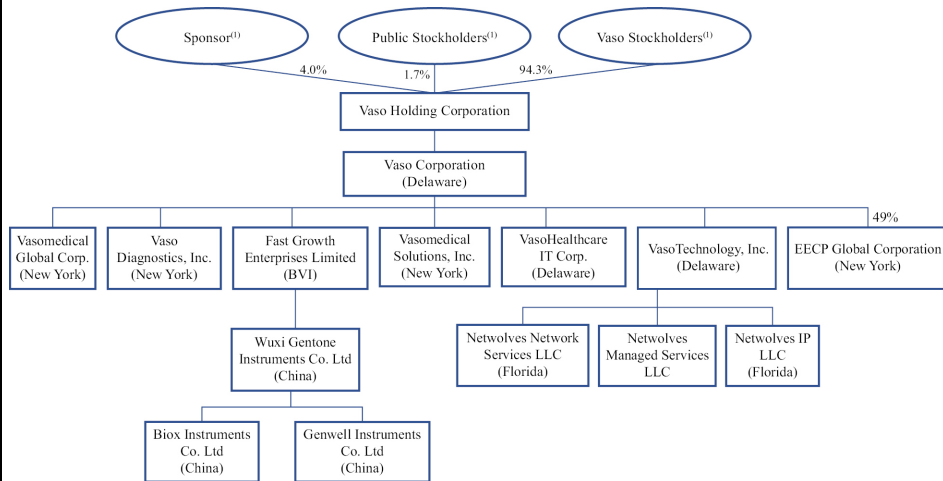 Sponsor(1)
Public Stockholders(1)
Vaso Stockholders(1)
4.0%
1.7%
94.3%
Vaso Holding Corporation
Vaso Corporation
(Delaware)
49%
Vasomedical
Global Corp.
(New York)
Vaso
Diagnostics, Inc.
(New York)
Fast Growth
Enterprises Limited
(BVI)
Vasomedical
Solutions, Inc.
(New York)
VasoHealthcare
IT Corp.
(Delaware)
VasoTechnology, Inc.
(Delaware)
EECP Global Corporation
(New York)
Wuxi Gentone
Instruments Co. Ltd
(China)
Netwolves Network
Services LLC
(Florida)
Netwolves
Managed Services
LLC
Netwolves IP
LLC
(Florida)
Biox Instruments
Co. Ltd
(China)
Genwell Instruments
Co. Ltd
(China)